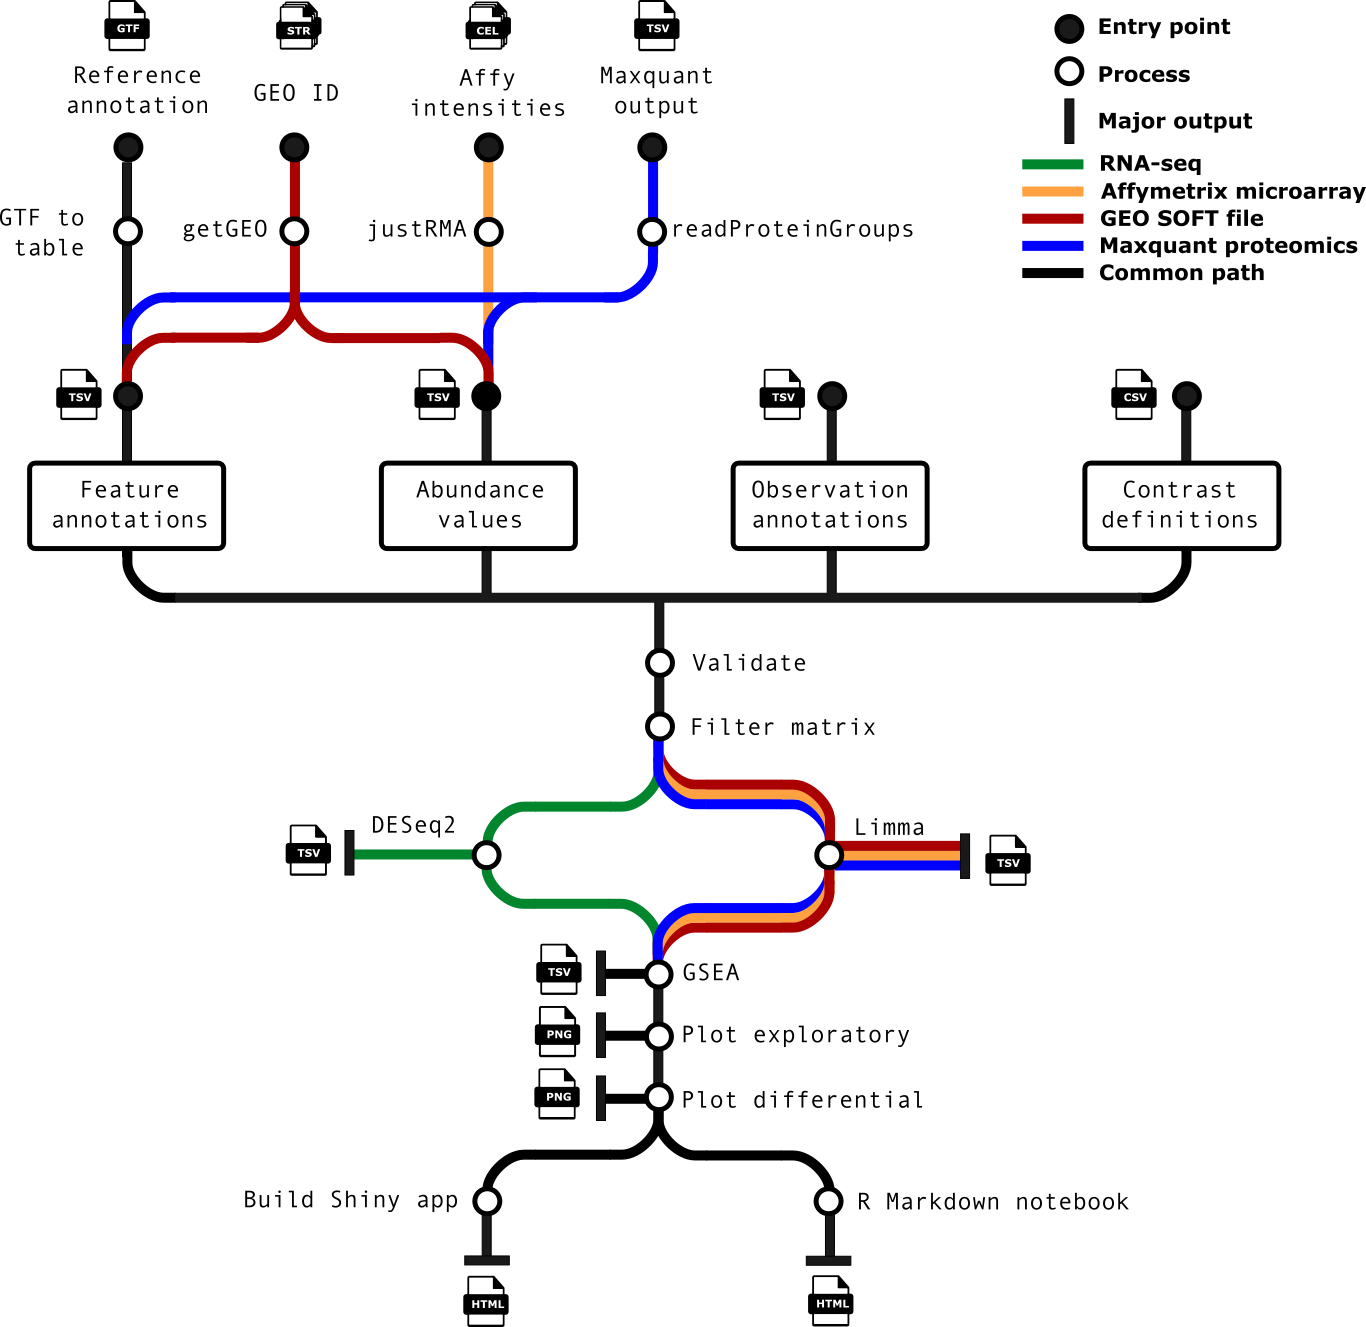 GTF
STR
CEL
TSV
Reference
annotation
GEO ID
Affy
intensities
Maxquant
output
Entry point
Process
Major output
RNA-seq
Affymetrix microarray
GEO SOFT file
Maxquant proteomics
Common path
GTF to
table
getGEO
justRMA
readProteinGroups
TSV
TSV
TSV
CSV
Feature
annotations
Abundance
values
Observation
annotations
Contrast
definitions
Validate
Filter matrix
DESeq2
TSV
Limma
TSV
TSV
GSEA
PNG
Plot exploratory
PNG
Plot differential
Build Shiny app
R Markdown notebook
HTML
HTML